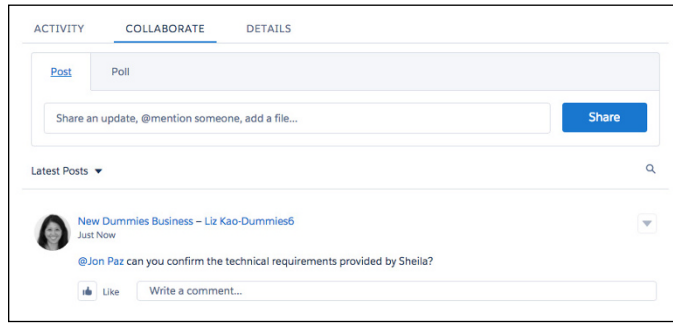 ACTIVITY COLLABORATE DETAILS
Post Poll
Share an update, @mention someone, add a file... Share
Latest Posts
New Dummies Business – Liz Kao-Dummies6
Just Now
@Jon Paz can you confirm the technical requirements provided by Sheila?
Like Write a comment...